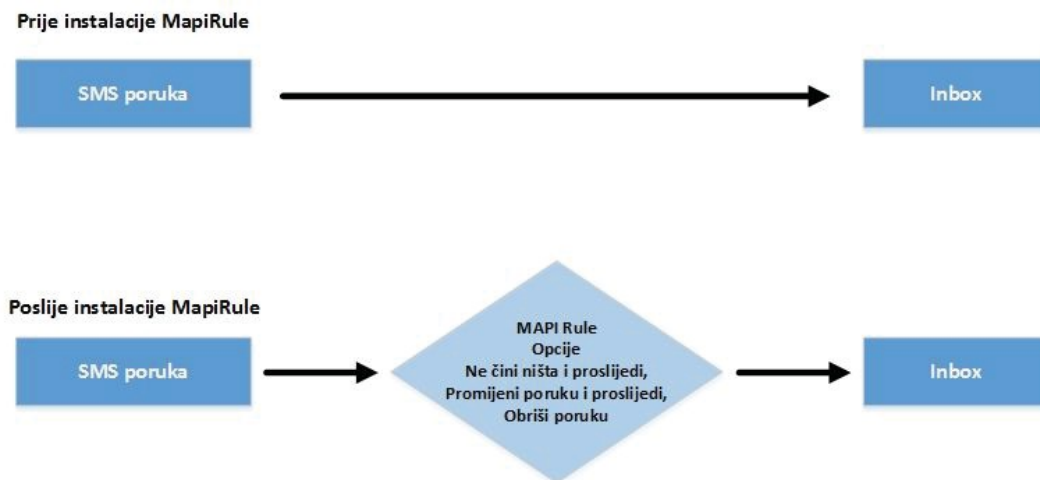 Prije instalacije MapiRule
SMS poruka
Inbox
Poslije instalacije MapiRule
SMS poruka
MAPI Rule
Opcije
Ne čini ništa i proslijedi,
Promijeni poruku i proslijedi,
Obriši poruku
Inbox